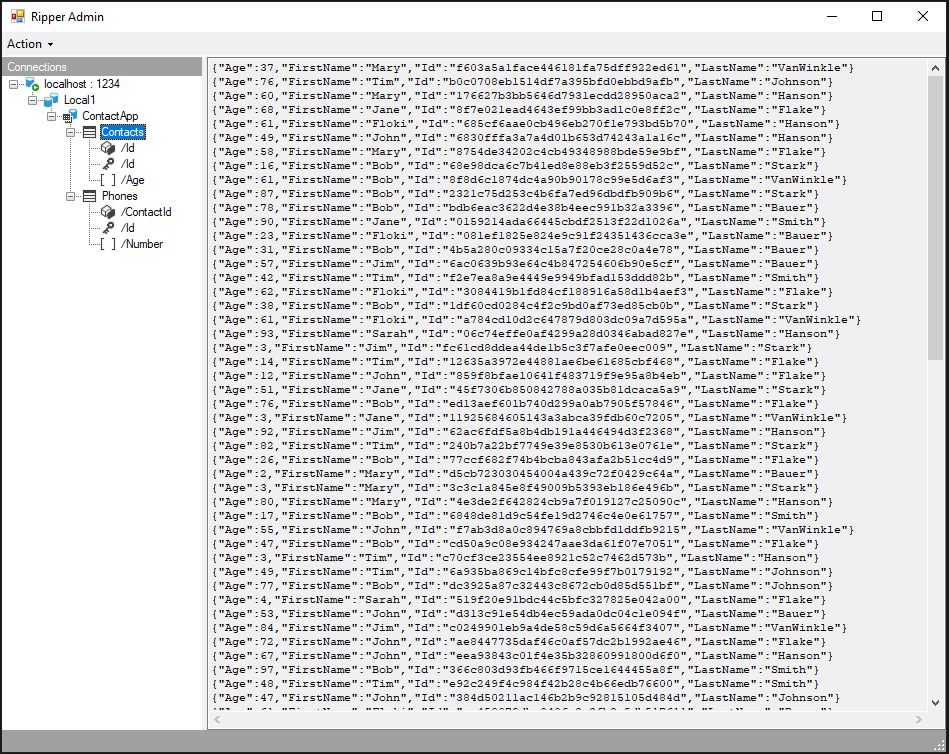 Ripper Admin
Action
Connections
localhost : 1234
Local1
ContactApp
Contacts
/Id
/Id
[ ] /Age
Phones
/ContactId
/Id
[ ] /Number
{"Age":37,"FirstName":"Mary","Id":"f603a5a1face446181fa75dff922ed61","LastName":"VanWinkle"}
{"Age":76,"FirstName":"Tim","Id":"b0c0708eb1514df7a395bfd0ebbd9afb","LastName":"Johnson"}
{"Age":60,"FirstName":"Mary","Id":"176627b3bb5646d7931ecdd28950aca2","LastName":"Hanson"}
{"Age":68,"FirstName":"Jane","Id":"8f7e021ead4643ef99bb3ad1c0e8ff2c","LastName":"Flake"}
{"Age":61,"FirstName":"Floki","Id":"685cf6aae0cb496eb270f1e793bd5b70","LastName":"Hanson"}
{"Age":49,"FirstName":"John","Id":"6830fffa3a7a4d01b653d74243a1a16c","LastName":"Hanson"}
{"Age":58,"FirstName":"Mary","Id":"8754de34202c4cb49348988bde59e9bf","LastName":"Flake"}
{"Age":16,"FirstName":"Bob","Id":"68e98dca6c7b41ed8e88eb3f2559d52c","LastName":"Stark"}
{"Age":61,"FirstName":"Bob","Id":"8f8d6c1874dc4a90b90178c99e5d6af3","LastName":"VanWinkle"}
{"Age":87,"FirstName":"Bob","Id":"2321c75d253c4b6fa7ed96dbdfb909b6","LastName":"Stark"}
{"Age":78,"FirstName":"Bob","Id":"bdb6eac3622d4e38b4eec991b32a3396","LastName":"Bauer"}
{"Age":90,"FirstName":"Jane","Id":"0159214ada66445cbdf2513f22d1026a","LastName":"Smith"}
{"Age":23,"FirstName":"Floki","Id":"081ef1825e824e9c91f24351436cca3e","LastName":"Bauer"}
{"Age":31,"FirstName":"Bob","Id":"4b5a280c09334c15a7f20ce28c0a4e78","LastName":"Bauer"}
{"Age":57,"FirstName":"Jim","Id":"6ac0639b93e64c4b847254606b90e5cf","LastName":"Bauer"}
{"Age":42,"FirstName":"Tim","Id":"f2e7ea8a9e4449e9949bfad153ddd82b","LastName":"Smith"}
{"Age":62,"FirstName":"Floki","Id":"3084419b1fd84cf188916a58d1b4aef3","LastName":"Flake"}
{"Age":38,"FirstName":"Bob","Id":"1df60cd0284c4f2c9bd0af73ed85cb0b","LastName":"Stark"}
{"Age":61,"FirstName":"Floki","Id":"a784cd10d2c647879d803dc09a7d595a","LastName":"VanWinkle"}
{"Age":93,"FirstName":"Sarah","Id":"06c74effe0af4299a28d0346abad827e","LastName":"Hanson"}
{"Age":3,"FirstName":"Jim","Id":"fc61cd8ddea44de1b5c3f7afe0eec009","LastName":"Stark"}
{"Age":14,"FirstName":"Tim","Id":"12635a3972e44881ae6be61685cbf468","LastName":"Flake"}
{"Age":12,"FirstName":"John","Id":"859f8bfae10641f483719f9e95a8b4eb","LastName":"Flake"}
{"Age":51,"FirstName":"Jane","Id":"45f7306b850842788a035b81dcaca5a9","LastName":"Stark"}
{"Age":76,"FirstName":"Bob","Id":"ed13aef601b740d299a0ab7905f57846","LastName":"Flake"}
{"Age":3,"FirstName":"Jane","Id":"11925684605143a3abca39fdb60c7205","LastName":"VanWinkle"}
{"Age":92,"FirstName":"Jim","Id":"62ac6fdf5a8b4db191a446494d3f2368","LastName":"Hanson"}
{"Age":82,"FirstName":"Tim","Id":"240b7a22bf7749e39e8530b613e0761e","LastName":"Stark"}
{"Age":26,"FirstName":"Bob","Id":"77ccf682f74b4bcba843afa2b51cc4d9","LastName":"Flake"}
{"Age":2,"FirstName":"Mary","Id":"d5cb723030454004a439c72f0429c64a","LastName":"Bauer"}
{"Age":3,"FirstName":"Mary","Id":"3c3c1a845e8f49009b5393eb186e496b","LastName":"Stark"}
{"Age":80,"FirstName":"Mary","Id":"4e3de2f642824cb9a7f019127c25090c","LastName":"Hanson"}
{"Age":17,"FirstName":"Bob","Id":"6848de81d9c54fe19d2746c4e0e61757","LastName":"Smith"}
{"Age":55,"FirstName":"John","Id":"f7ab3d8a0c894769a8cbbfd1ddfb9215","LastName":"VanWinkle"}
{"Age":47,"FirstName":"Bob","Id":"cd50a9c08e934247aae3da61f07e7051","LastName":"Flake"}
{"Age":3,"FirstName":"Tim","Id":"c70cf3ce23554ee8921c52c7462d573b","LastName":"Hanson"}
{"Age":49,"FirstName":"Tim","Id":"6a935ba869c14bfc8cfe99f7b0179192","LastName":"Johnson"}
{"Age":77,"FirstName":"Bob","Id":"dc3925a87c32443c8672cb0d85d551bf","LastName":"Johnson"}
{"Age":4,"FirstName":"Sarah","Id":"519f20e91bdc44c5bfc327825e042a00","LastName":"Flake"}
{"Age":53,"FirstName":"John","Id":"d313c91e54db4ec59ada0dc04c1e094f","LastName":"Bauer"}
{"Age":84,"FirstName":"Jim","Id":"c0249901eb9a4de58c59d6a5664f3407","LastName":"VanWinkle"}
{"Age":72,"FirstName":"John","Id":"ae8447735daf46c0af57dc2b1992ae46","LastName":"Flake"}
{"Age":67,"FirstName":"John","Id":"eea93843c01f4e35b32860991800d6f0","LastName":"Hanson"}
{"Age":97,"FirstName":"Bob","Id":"366c803d93fb466f9715ce1644455a8f","LastName":"Smith"}
{"Age":48,"FirstName":"Tim","Id":"e92c249f4c984f42b28c4b66edb76600","LastName":"Smith"}
{"Age":47,"FirstName":"John","Id":"384d50211ac146b2b9c92815105d484d","LastName":"Johnson"}